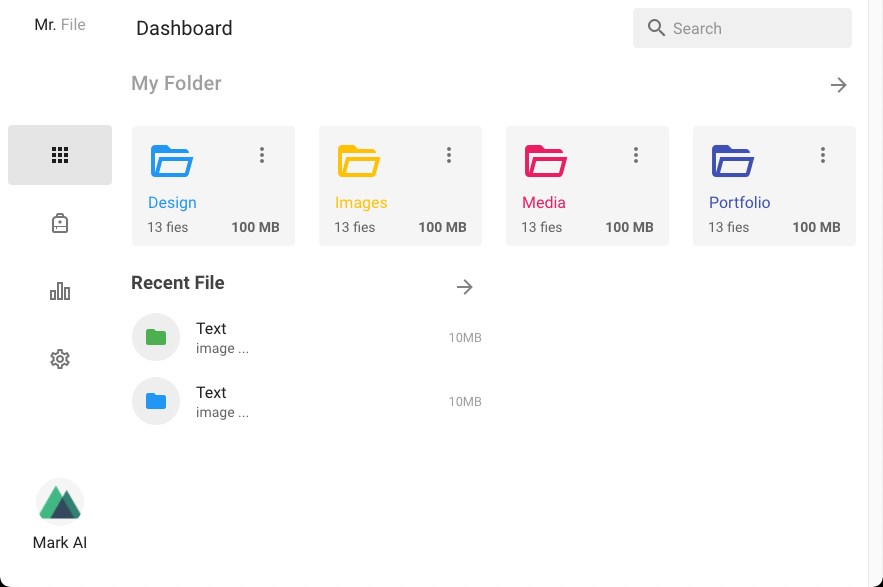 Mr. File
Dashboard
Search
My Folder
Design
13 fies
100 MB
Images
13 fies
100 MB
Media
13 fies
100 MB
Portfolio
13 fies
100 MB
Recent File
Text
image ...
10MB
Text
image ...
10MB
Mark AI